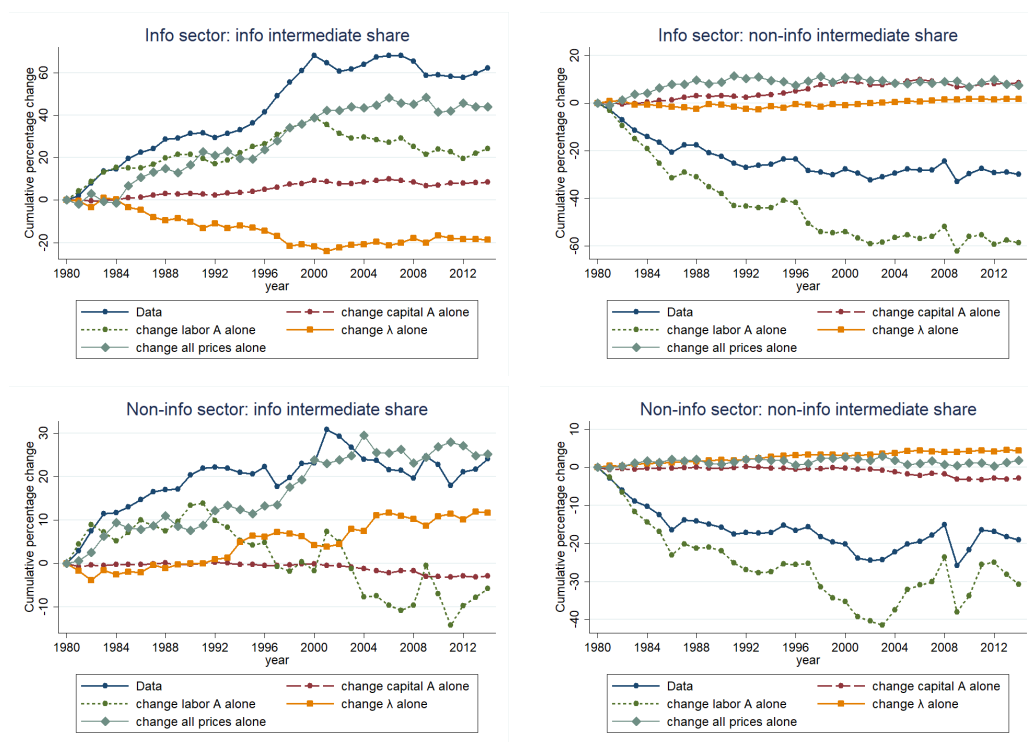 Info sector: info intermediate share
Cumulative percentage change
60
40
20
0
-20
1980 1984 1988 1992 1996 2000 2004 2008 2012
year
Data
change capital A alone
change labor A alone
change λ alone
change all prices alone
Info sector: non-info intermediate share
Cumulative percentage change
20
0
-20
-40
-60
1980 1984 1988 1992 1996 2000 2004 2008 2012
year
Data
change capital A alone
change labor A alone
change λ alone
change all prices alone
Non-info sector: info intermediate share
Cumulative percentage change
30
20
10
0
-10
1980 1984 1988 1992 1996 2000 2004 2008 2012
year
Data
change capital A alone
change labor A alone
change λ alone
change all prices alone
Non-info sector: non-info intermediate share
Cumulative percentage change
10
0
-10
-20
-30
-40
1980 1984 1988 1992 1996 2000 2004 2008 2012
year
Data
change capital A alone
change labor A alone
change λ alone
change all prices alone